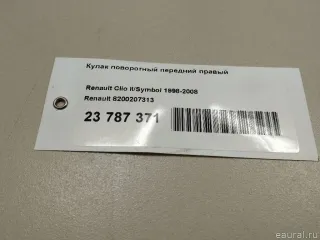 Кулак поворотный передний правый
Renault Clio II/Symbol 1998-2008
Renault 8200207313
23 787 371
eaural.ru